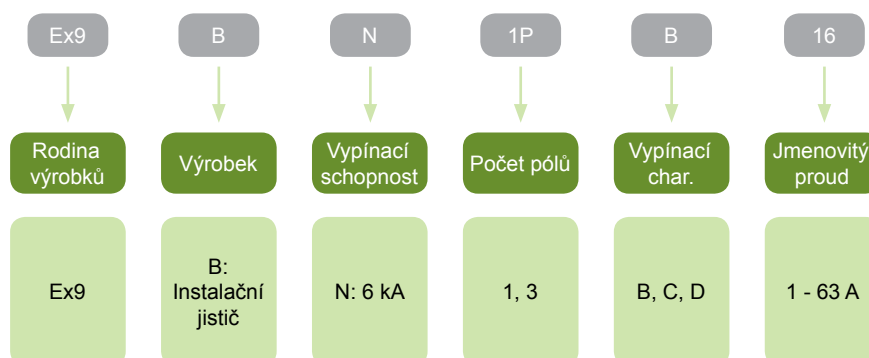 Ex9 B N 1P B 16
Rodina
výrobků
Výrobek
Vypínací
schopnost
Počet pólů
Vypínací
char.
Jmenovitý
proud
Ex9
B:
Instalační
jistič
N: 6 kA
1, 3
B, C, D
1 - 63 A